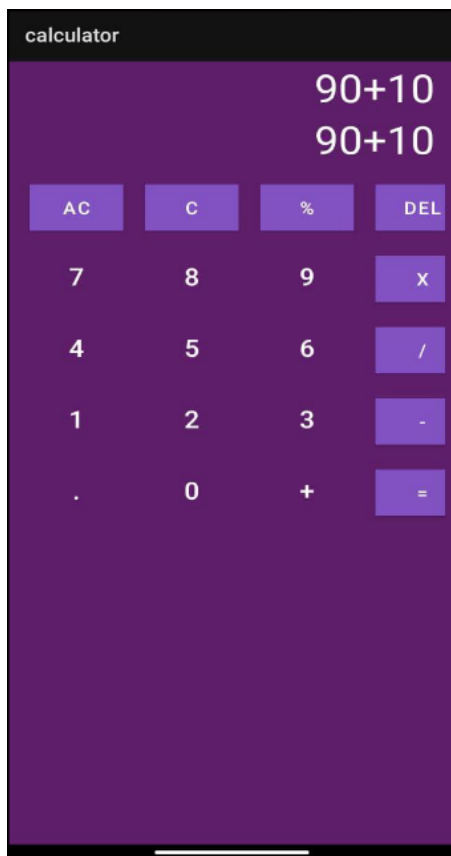 calculator
90+10
90+10
AC C % DEL
7 8 9 X
4 5 6 /
1 2 3 -
. 0 + =